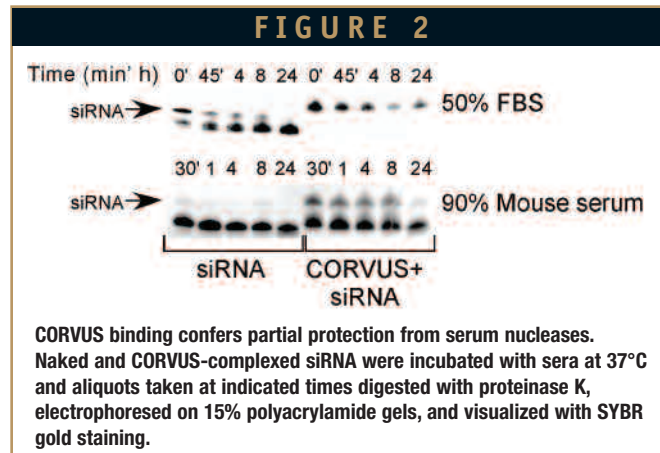 FIGURE 2
Time (min' h) 0' 45' 4 8 24 0' 45' 4 8 24
siRNA 50% FBS
30' 1 4 8 24 30' 1 4 8 24
siRNA 90% Mouse serum
siRNA CORVUS+
siRNA
CORVUS binding confers partial protection from serum nucleases.
Naked and CORVUS-complexed siRNA were incubated with sera at 37°C
and aliquots taken at indicated times digested with proteinase K,
electrophoresed on 15% polyacrylamide gels, and visualized with SYBR
gold staining.